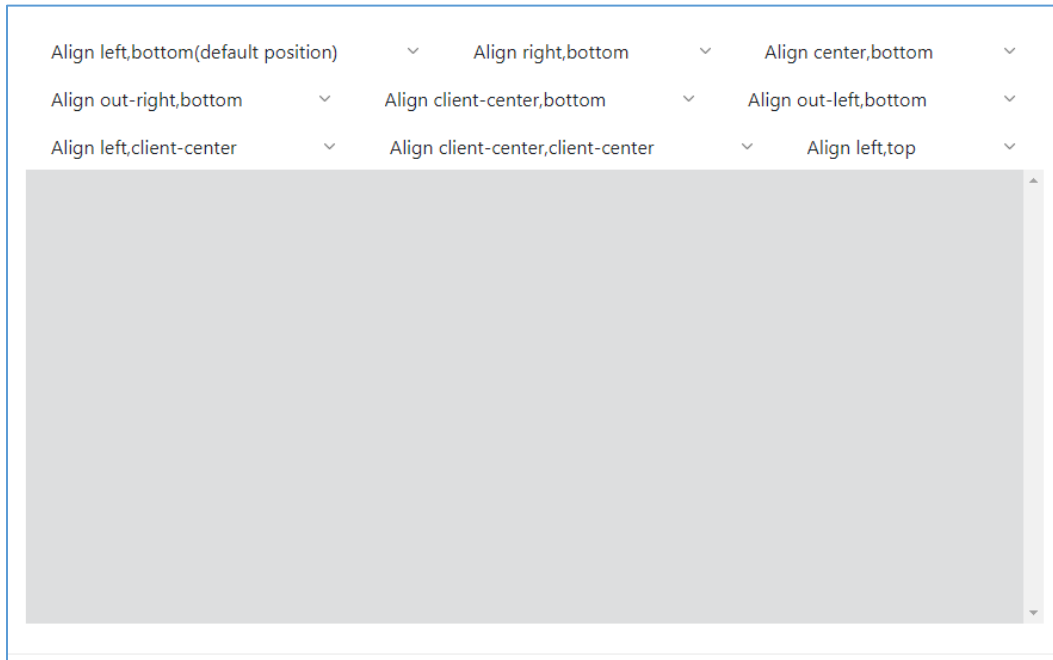 Align left,bottom(default position) Align right,bottom Align center,bottom
Align out-right,bottom Align client-center,bottom Align out-left,bottom
Align left,client-center Align client-center,client-center Align left,top